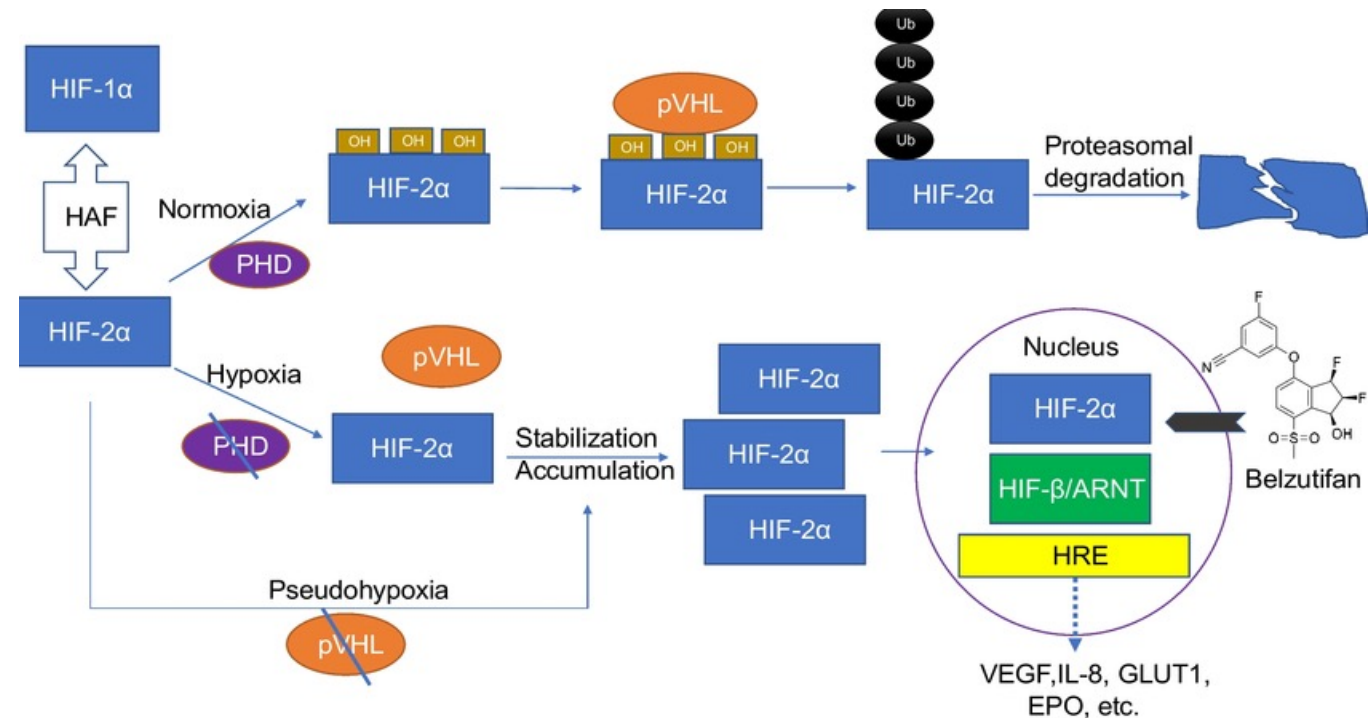 HIF-1α
HAF
HIF-2α
Normoxia
PHD
OH OH OH
HIF-2α
pVHL
OH OH OH
HIF-2α
Ub
Ub
Ub
Ub
HIF-2α
Proteasomal
degradation
Hypoxia
PHD
pVHL
HIF-2α
Stabilization
Accumulation
HIF-2α
HIF-2α
HIF-2α
Pseudohypoxia
pVHL
Nucleus
HIF-2α
HIF-β/ARNT
HRE
VEGF,IL-8, GLUT1,
EPO, etc.
F
N
O
F
F
OH
O=S=O
Belzutifan